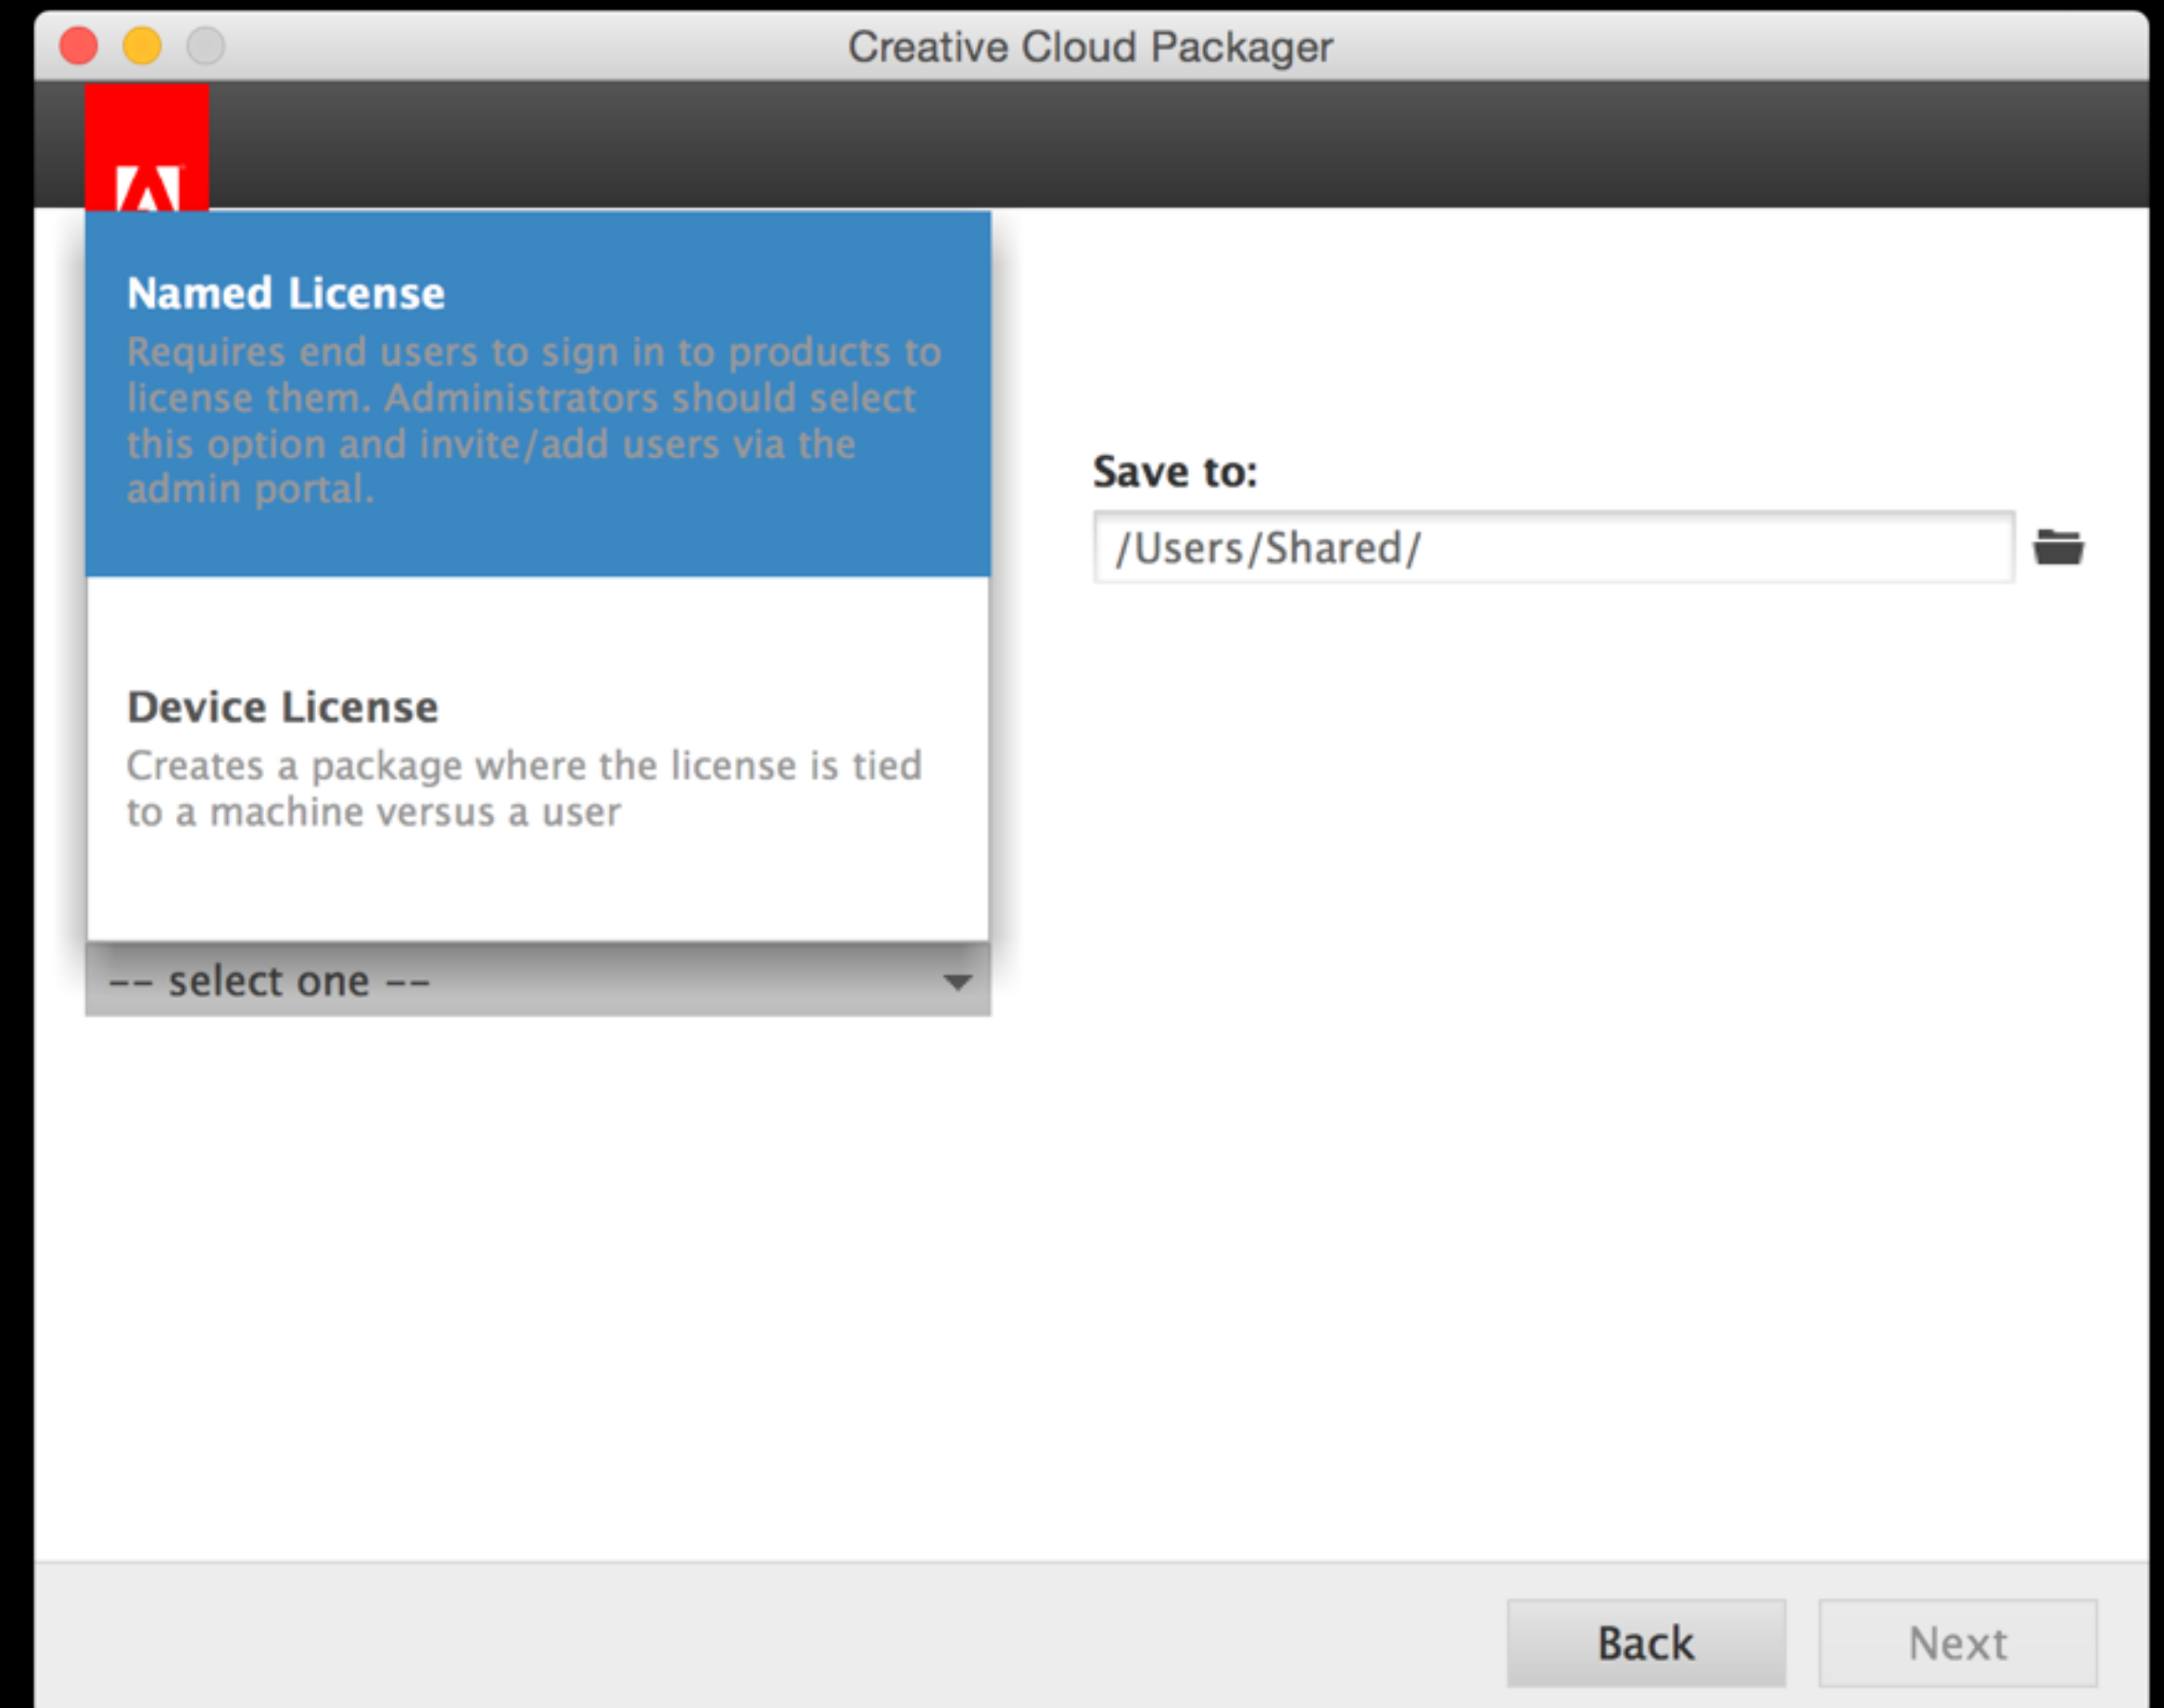 Creative Cloud Packager
Named License
Requires end users to sign in to products to
license them. Administrators should select
this option and invite/add users via the
admin portal.
Save to:
/Users/Shared/
Device License
Creates a package where the license is tied
to a machine versus a user
-- select one --
Back
Next